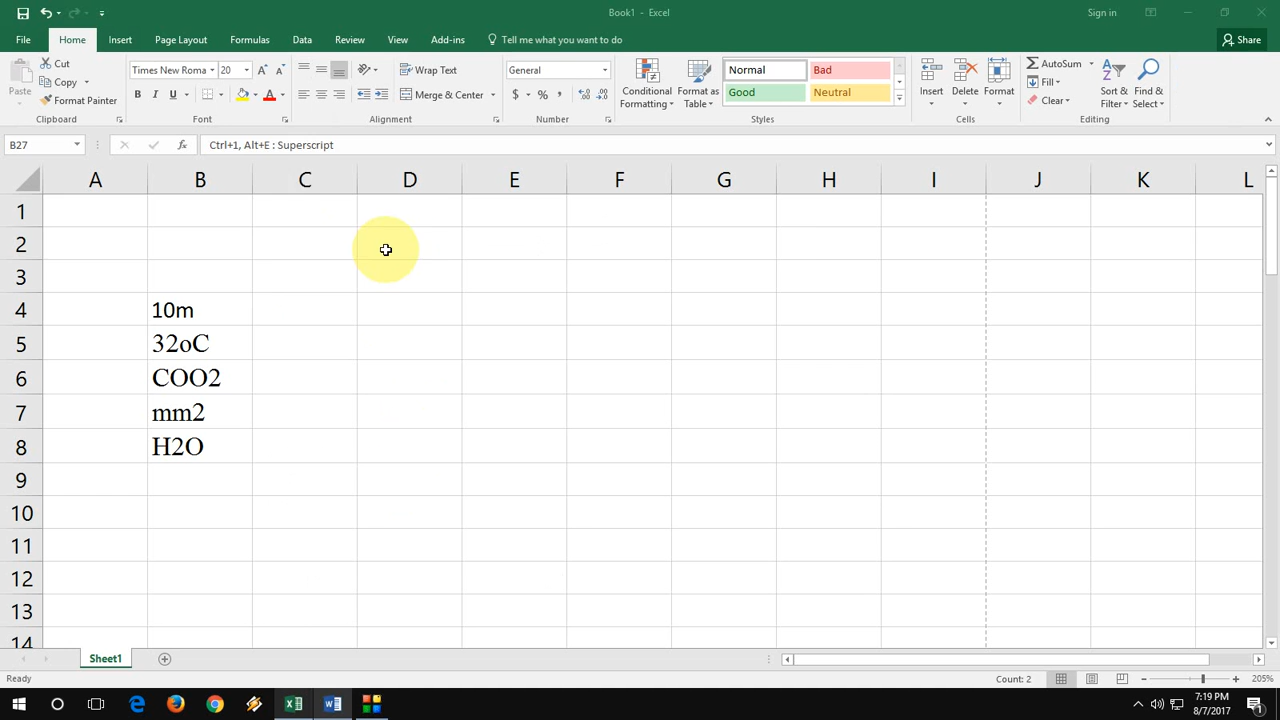 Book1 - Excel
Sign in
File Home Insert Page Layout Formulas Data Review View Add-ins Tell me what you want to do Share
Cut
Copy
Format Painter
Paste
Clipboard
Times New Roma 20
B I U
Font
Wrap Text
Merge & Center
Alignment
General
$ % ,
Number
Conditional Formatting
Format as Table
Normal Bad
Good Neutral
Styles
Insert Delete Format
Cells
AutoSum
Fill
Clear
Sort & Filter
Find & Select
Editing
B27 fx Ctrl+1, Alt+E : Superscript
A B C D E F G H I J K L
1
2
3
4 10m
5 32oC
6 COO2
7 mm2
8 H2O
9
10
11
12
13
14
Sheet1
Ready Count: 2 205%
7:19 PM
8/7/2017